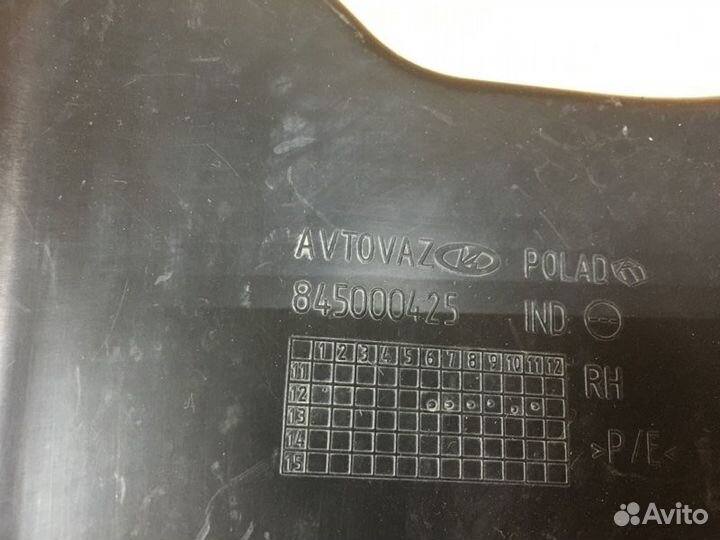 AVTOVAZ POLAD
845000425 IND
RH
1 2 3 4 5 6 7 8 9 10 11 12
11
12
13
14
15
>P/E<
Avito